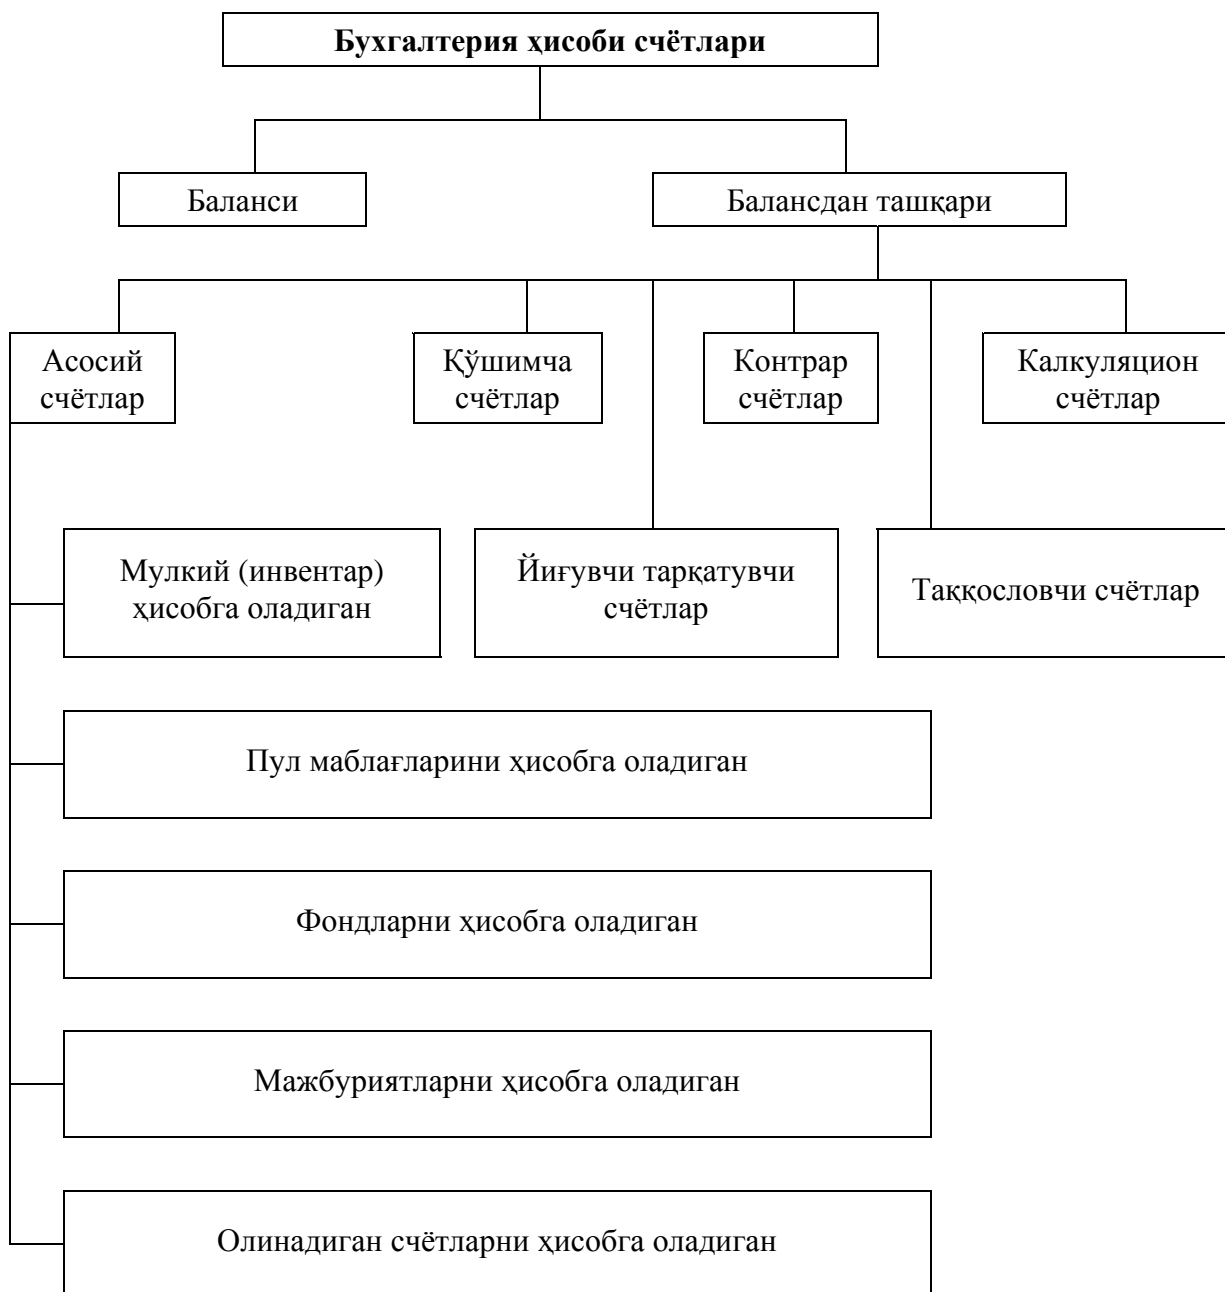 Бухгалтерия ҳисоби счётлари
Баланси
Балансдан ташқари
Асосий
счётлар
Қўшимча
счётлар
Контрар
счётлар
Калкуляцион
счётлар
Мулкий (инвентар)
ҳисобга оладиган
Йиғувчи тарқатувчи
счётлар
Таққословчи счётлар
Пул маблағларини ҳисобга оладиган
Фондларни ҳисобга оладиган
Мажбуриятларни ҳисобга оладиган
Олинадиган счётларни ҳисобга оладиган